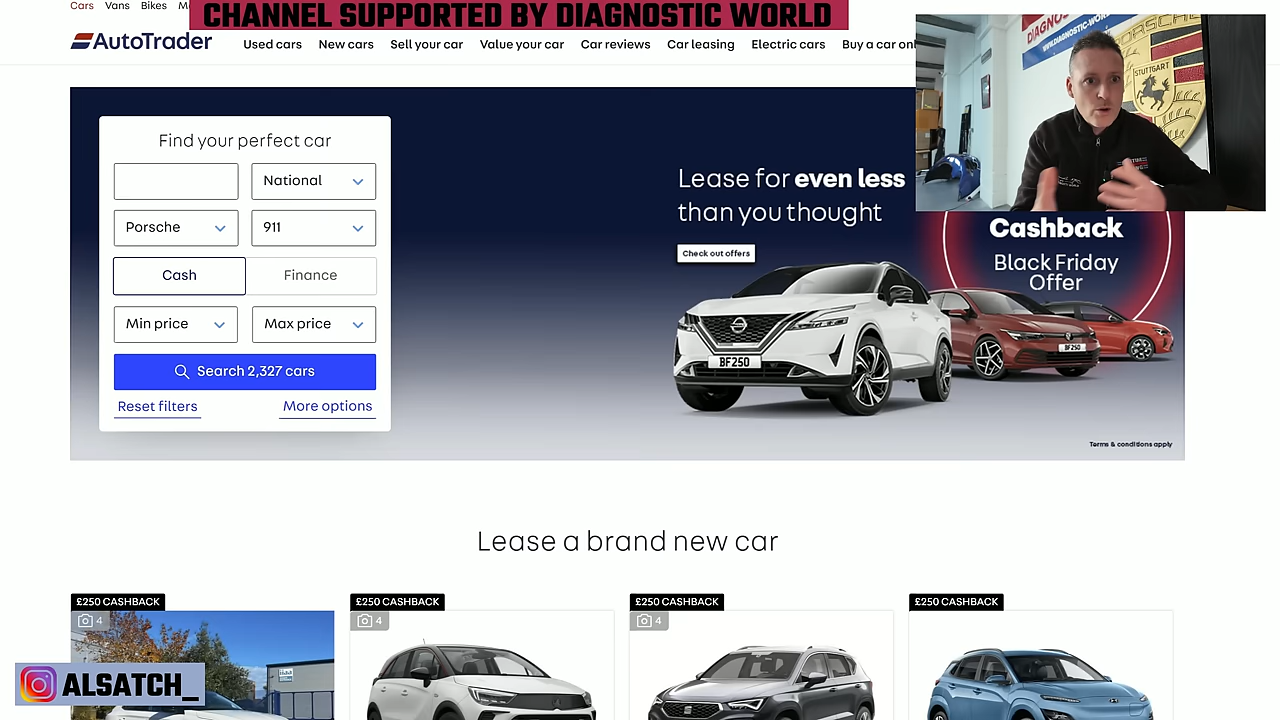 Cars Vans Bikes
CHANNEL SUPPORTED BY DIAGNOSTIC WORLD
AutoTrader
Used cars New cars Sell your car Value your car Car reviews Car leasing Electric cars Buy a car
STUTTGART
Find your perfect car
National
Porsche
911
Cash
Finance
Min price
Max price
Search 2,327 cars
Reset filters
More options
Lease for even less
than you thought
Check out offers
Cashback
Black Friday
Offer
BF250
BF250
Terms & conditions apply
Lease a brand new car
£250 CASHBACK
4
£250 CASHBACK
4
£250 CASHBACK
4
£250 CASHBACK
ALSATCH_